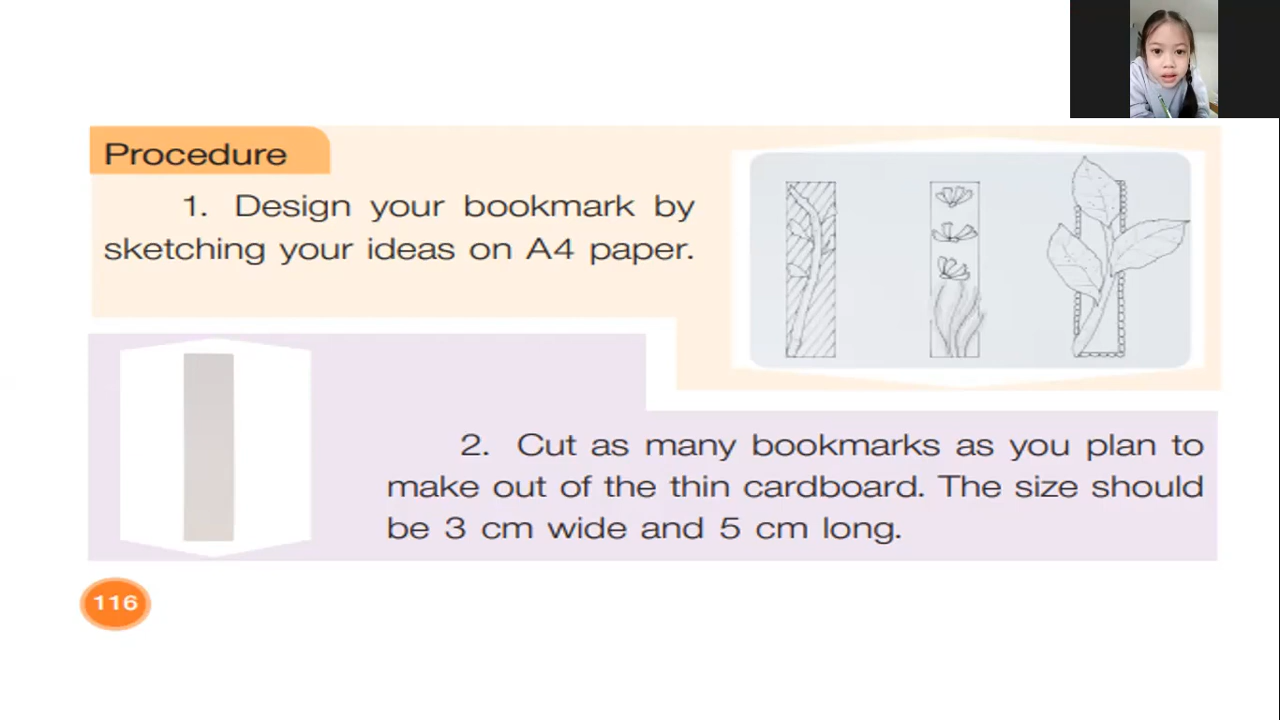 Procedure
1. Design your bookmark by
sketching your ideas on A4 paper.
2. Cut as many bookmarks as you plan to
make out of the thin cardboard. The size should
be 3 cm wide and 5 cm long.
116